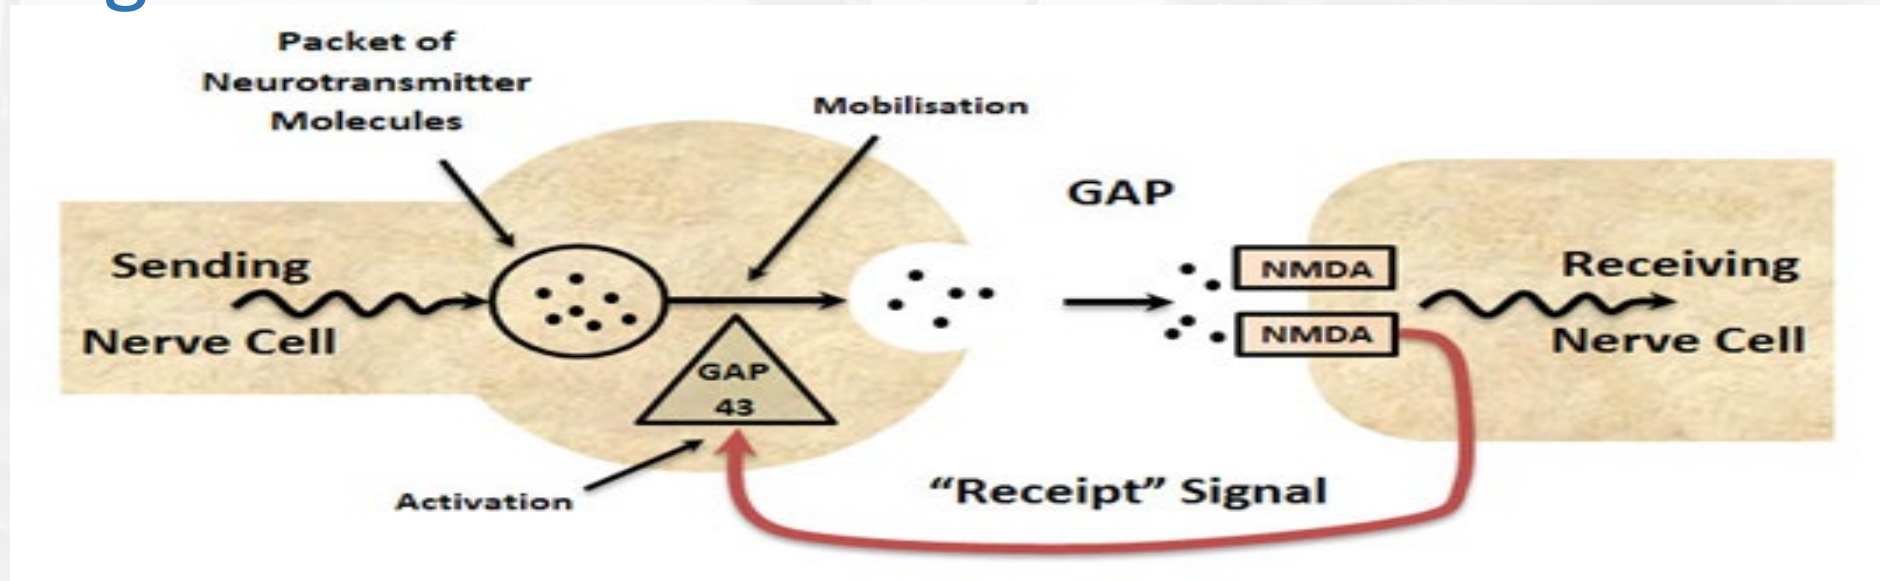 Packet of
Neurotransmitter
Molecules
Mobilisation
GAP
Sending
Nerve Cell
NMDA
NMDA
Receiving
Nerve Cell
GAP
43
Activation
“Receipt” Signal